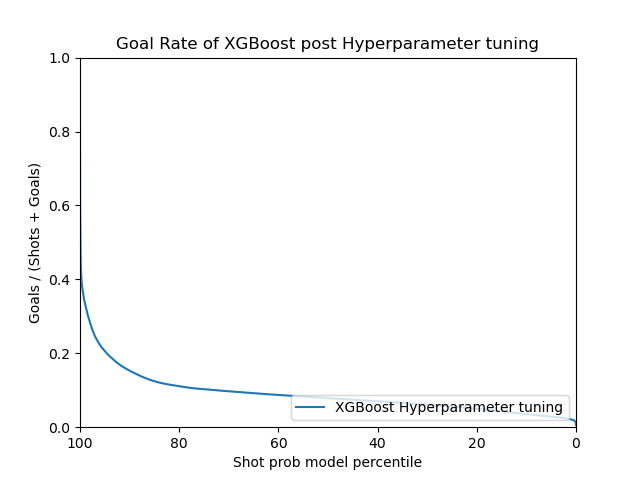 Goal Rate of XGBoost post Hyperparameter tuning
1.0
0.8
0.6
0.4
0.2
0.0
Goals / (Shots + Goals)
XGBoost Hyperparameter tuning
100 80 60 40 20 0
Shot prob model percentile